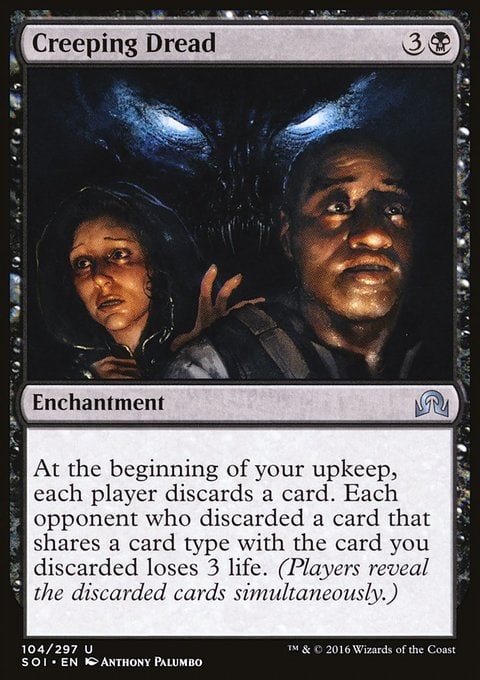 Creeping Dread 3
Enchantment
At the beginning of your upkeep,
each player discards a card. Each
opponent who discarded a card that
shares a card type with the card you
discarded loses 3 life. (Players reveal
the discarded cards simultaneously.)
104/297 U
SOI • EN Anthony Palumbo
™ & © 2016 Wizards of the Coast